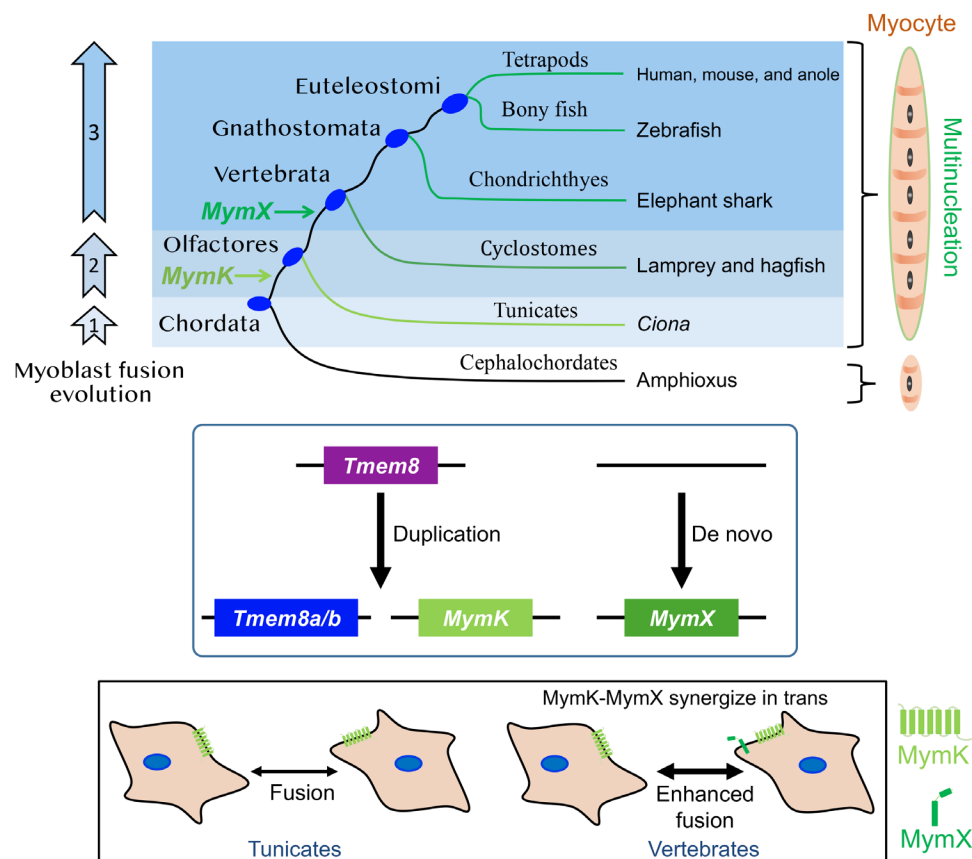 Myocyte
Tetrapods
Human, mouse, and anole
Euteleostomi
Bony fish
Zebrafish
3
Gnathostomata
Vertebrata
Chondrichthyes
Elephant shark
MymX
Multinucleation
Olfactores
Cyclostomes
Lamprey and hagfish
2
MymK
Tunicates
Ciona
1
Chordata
Cephalochordates
Amphioxus
Myoblast fusion
evolution
Tmem8
Duplication
De novo
Tmem8a/b
MymK
MymX
MymK-MymX synergize in trans
Fusion
Enhanced
fusion
Tunicates
Vertebrates
MymK
MymX